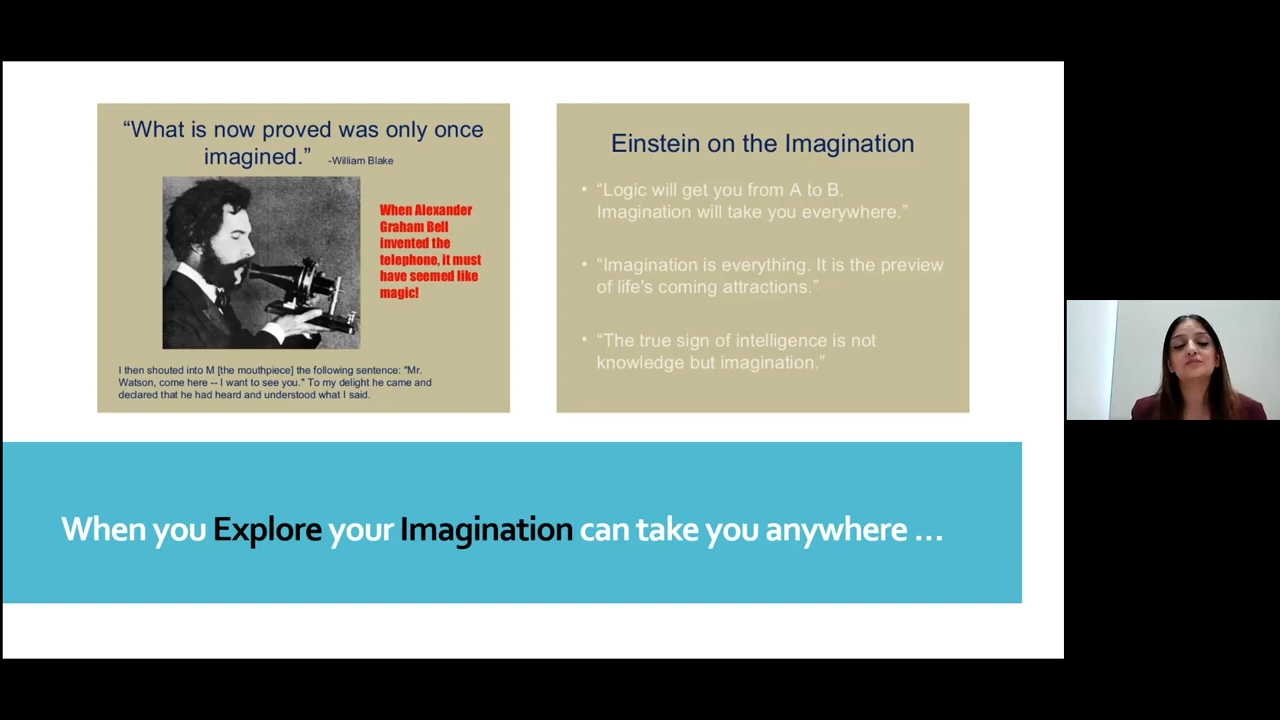 “What is now proved was only once
imagined.” -William Blake
When Alexander
Graham Bell
invented the
telephone, it must
have seemed like
magic!
I then shouted into M [the mouthpiece] the following sentence: "Mr.
Watson, come here -- I want to see you." To my delight he came and
declared that he had heard and understood what I said.
Einstein on the Imagination
• “Logic will get you from A to B.
Imagination will take you everywhere.”
• “Imagination is everything. It is the preview
of life's coming attractions.”
• “The true sign of intelligence is not
knowledge but imagination.”
When you Explore your Imagination can take you anywhere ...